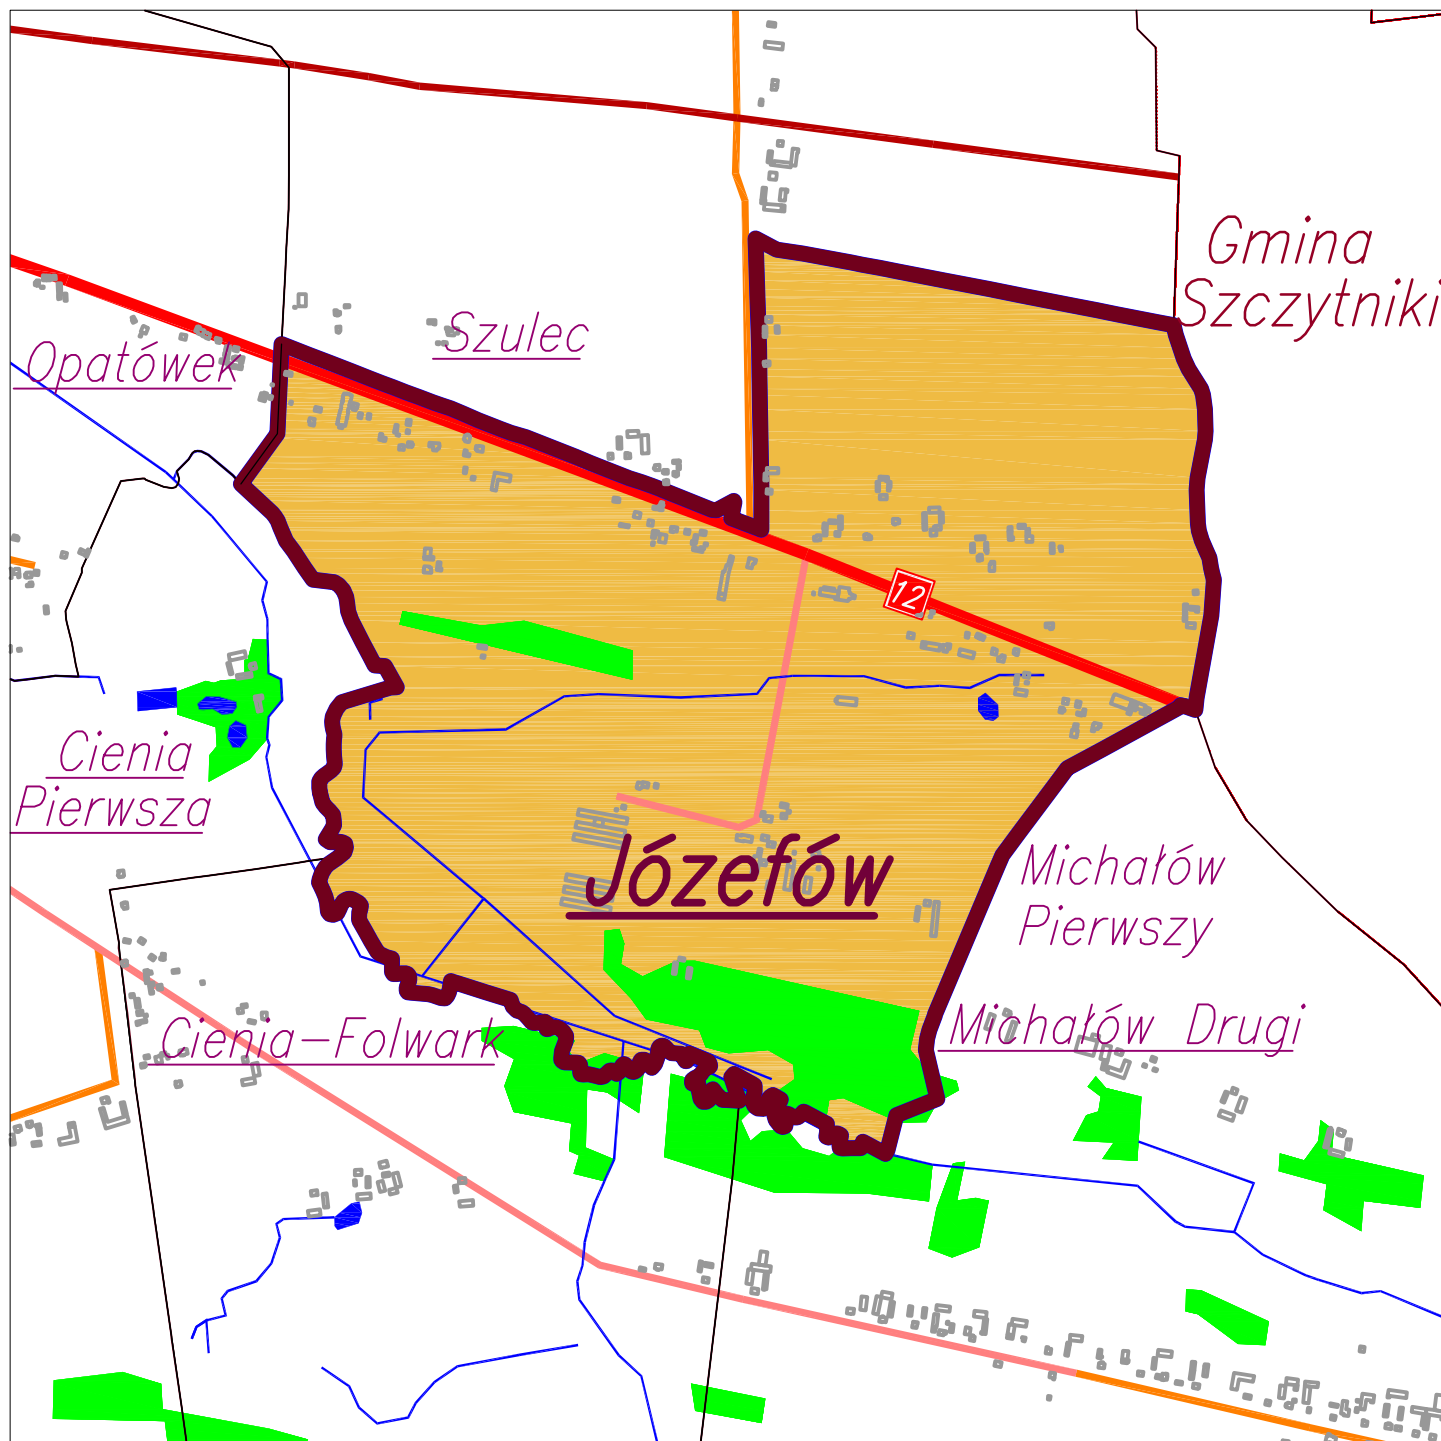 Gmina
Szczytniki
Szulec
Opatówek
12
Cienia
Pierwsza
Józefów
Michałów
Pierwszy
Michałów Drugi
Cienia-Folwark